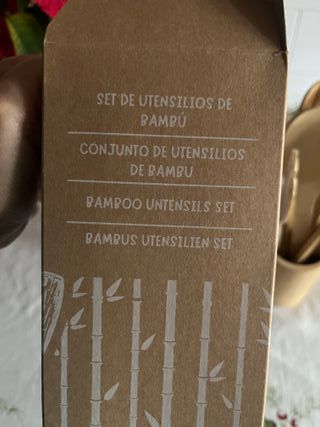 SET DE UTENSILIOS DE
BAMBÚ
CONJUNTO DE UTENSILIOS
DE BAMBU
BAMBOO UNTENSILS SET
BAMBUS UTENSILIEN SET